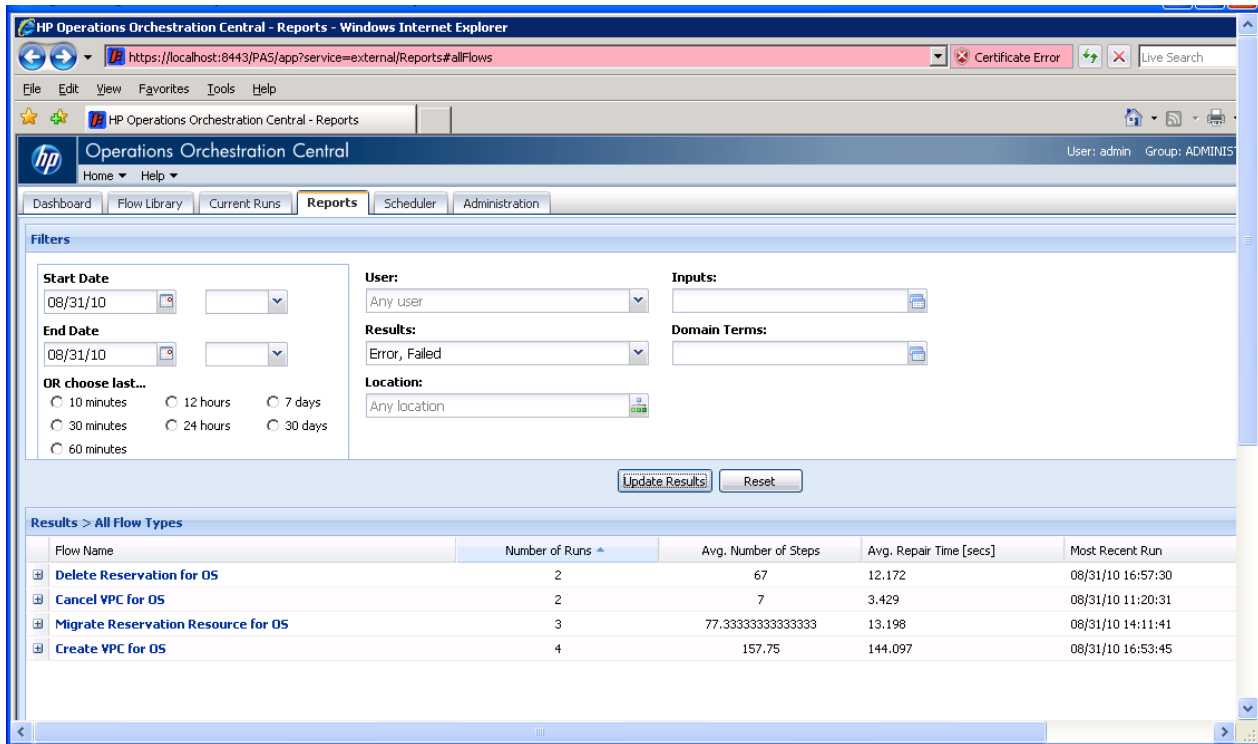 HP Operations Orchestration Central - Reports - Windows Internet Explorer
https://localhost:8443/PAS/app?service=external/Reports#allFlows Certificate Error Live Search
File Edit View Favorites Tools Help
HP Operations Orchestration Central - Reports
hp Operations Orchestration Central User: admin Group: ADMINIS
Home Help
Dashboard Flow Library Current Runs Reports Scheduler Administration
Filters
Start Date User: Inputs:
08/31/10 Any user
End Date Results: Domain Terms:
08/31/10 Error, Failed
OR choose last... Location:
10 minutes 12 hours 7 days Any location
30 minutes 24 hours 30 days
60 minutes
Update Results Reset
Results > All Flow Types
Flow Name Number of Runs Avg. Number of Steps Avg. Repair Time [secs] Most Recent Run
Delete Reservation for OS 2 67 12.172 08/31/10 16:57:30
Cancel VPC for OS 2 7 3.429 08/31/10 11:20:31
Migrate Reservation Resource for OS 3 77.33333333333333 13.198 08/31/10 14:11:41
Create VPC for OS 4 157.75 144.097 08/31/10 16:53:45